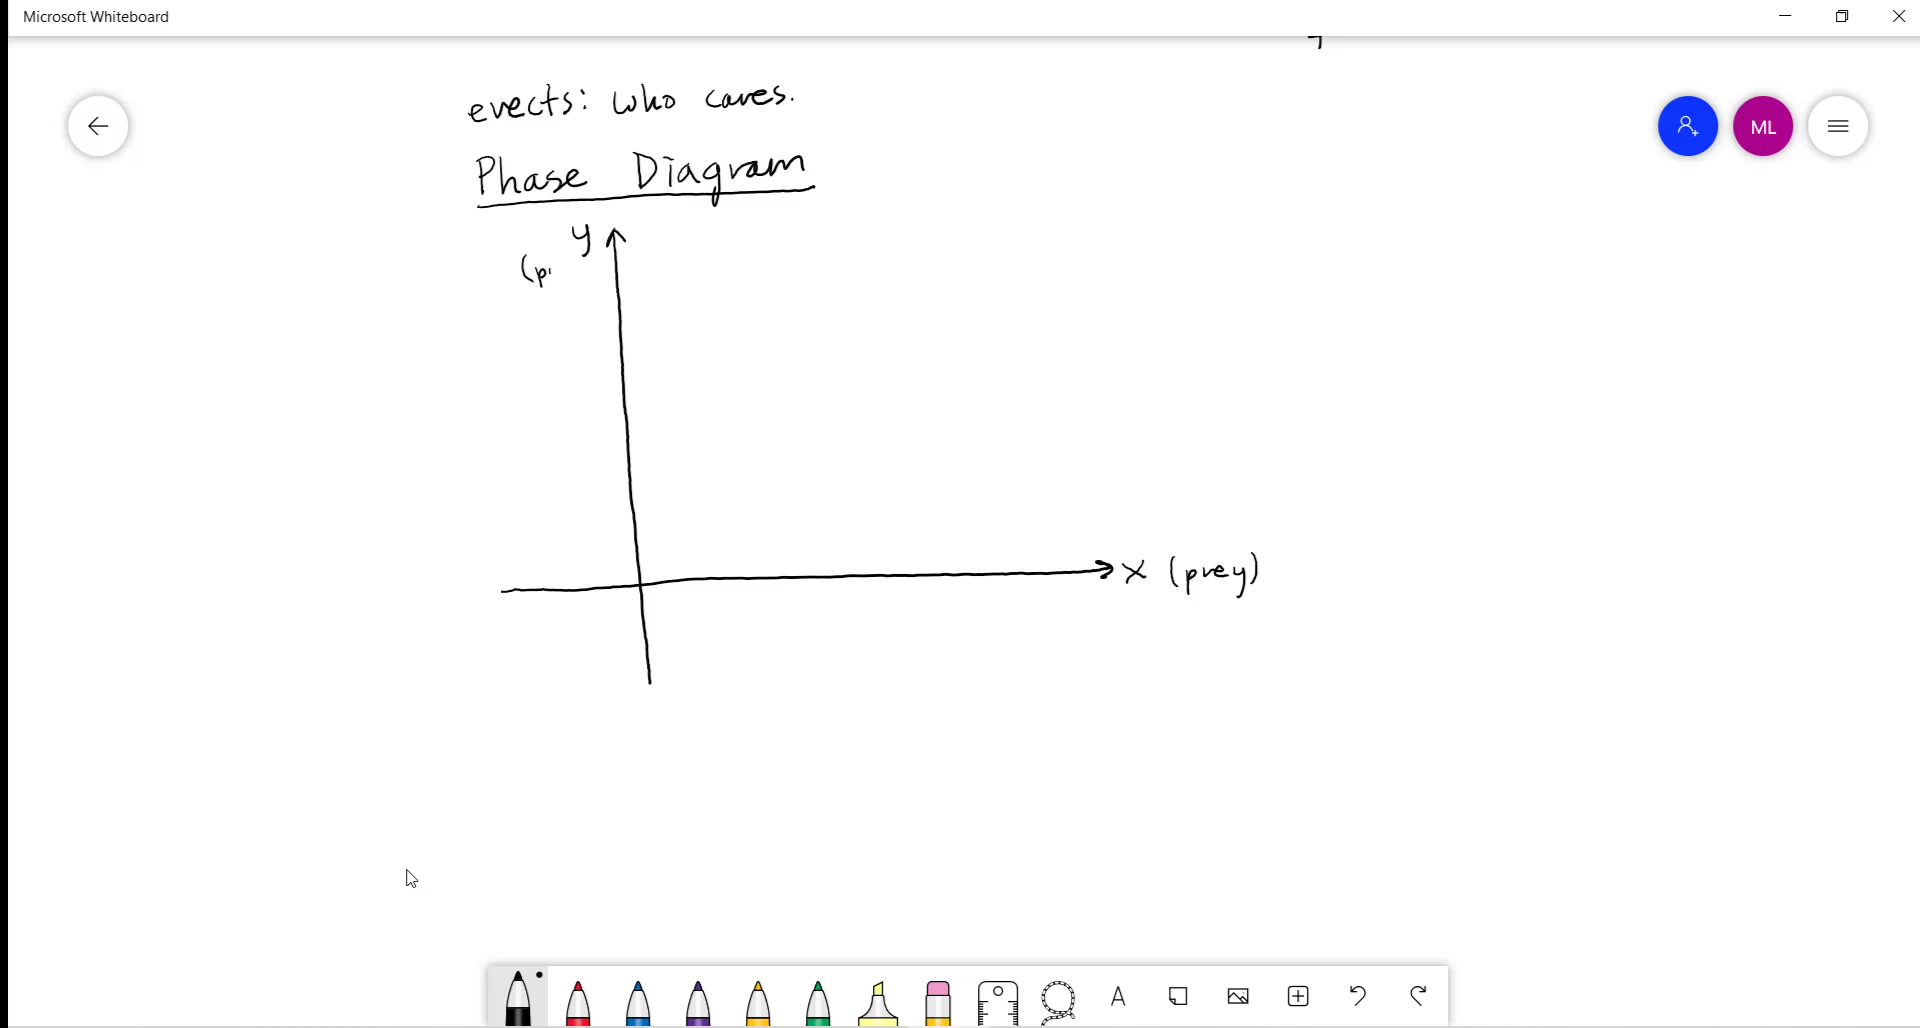 Microsoft Whiteboard
evects: who cares.
ML
Phase Diagram
y
(p
x (prey)
A